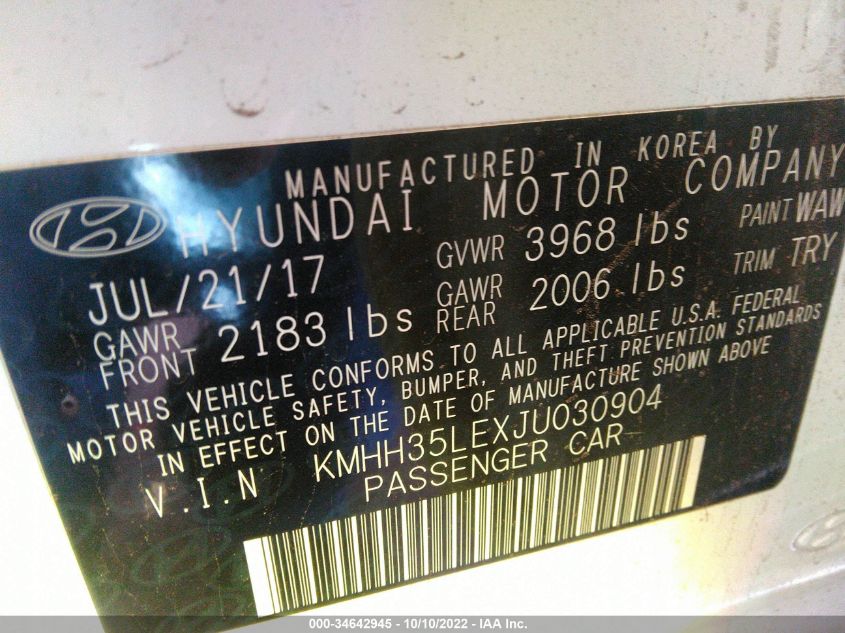 MANUFACTURED IN KOREA BY
HYUNDAI MOTOR COMPANY
JUL/21/17 GVWR 3968 lbs PAINT WAW
GAWR FRONT 2183 lbs GAWR REAR 2006 lbs TRIM TRY
THIS VEHICLE CONFORMS TO ALL APPLICABLE U.S.A. FEDERAL
MOTOR VEHICLE SAFETY, BUMPER, AND THEFT PREVENTION STANDARDS
IN EFFECT ON THE DATE OF MANUFACTURE SHOWN ABOVE
V.I.N KMHH35LEXJU030904
PASSENGER CAR
000-34642945 - 10/10/2022 - IAA Inc.